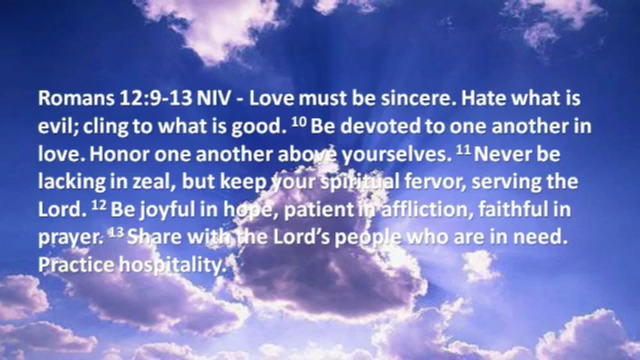 Romans 12:9-13 NIV - Love must be sincere. Hate what is
evil; cling to what is good. ¹⁰ Be devoted to one another in
love. Honor one another above yourselves. ¹¹ Never be
lacking in zeal, but keep your spiritual fervor, serving the
Lord. ¹² Be joyful in hope, patient in affliction, faithful in
prayer. ¹³ Share with the Lord's people who are in need.
Practice hospitality.